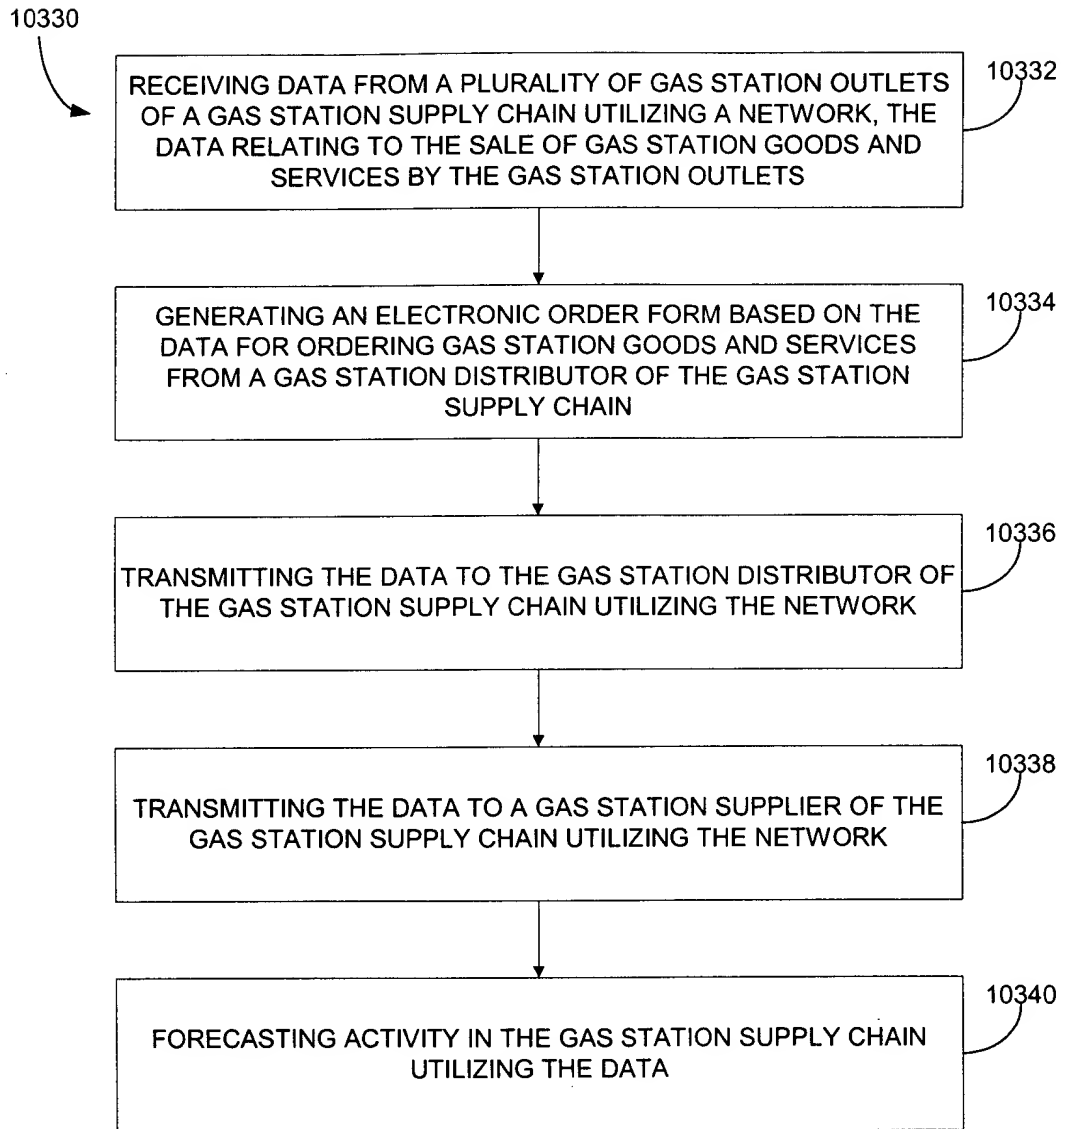 10330
RECEIVING DATA FROM A PLURALITY OF GAS STATION OUTLETS
OF A GAS STATION SUPPLY CHAIN UTILIZING A NETWORK, THE
DATA RELATING TO THE SALE OF GAS STATION GOODS AND
SERVICES BY THE GAS STATION OUTLETS
10332
GENERATING AN ELECTRONIC ORDER FORM BASED ON THE
DATA FOR ORDERING GAS STATION GOODS AND SERVICES
FROM A GAS STATION DISTRIBUTOR OF THE GAS STATION
SUPPLY CHAIN
10334
TRANSMITTING THE DATA TO THE GAS STATION DISTRIBUTOR OF
THE GAS STATION SUPPLY CHAIN UTILIZING THE NETWORK
10336
TRANSMITTING THE DATA TO A GAS STATION SUPPLIER OF THE
GAS STATION SUPPLY CHAIN UTILIZING THE NETWORK
10338
FORECASTING ACTIVITY IN THE GAS STATION SUPPLY CHAIN
UTILIZING THE DATA
10340